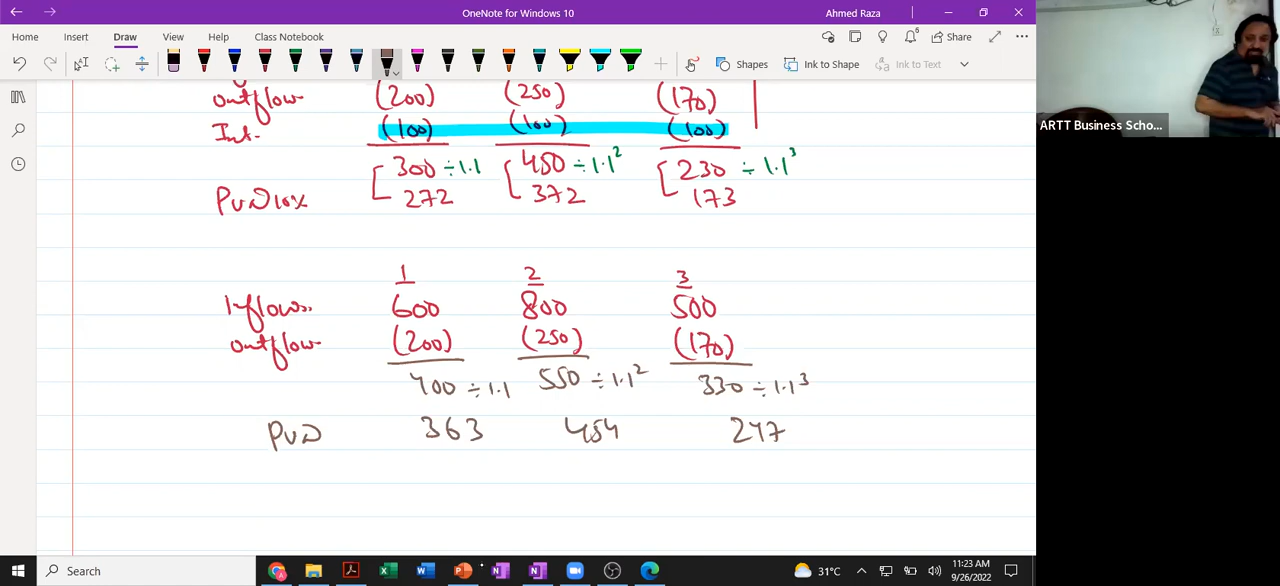 OneNote for Windows 10
Ahmed Raza
Home Insert Draw View Help Class Notebook
6
Share
Shapes Ink to Shape Ink to Text
outflow (200) (250) (170)
Int. (100) (100) (100)
300 ÷ 1.1 450 ÷ 1.1² 230 ÷ 1.1³
PV@10% 272 372 173
1 2 3
Inflows 600 800 500
outflow (200) (250) (170)
400 ÷ 1.1 550 ÷ 1.1² 330 ÷ 1.1³
PV@ 363 454 247
ARTT Business Scho...
Search
31°C
11:23 AM
9/26/2022